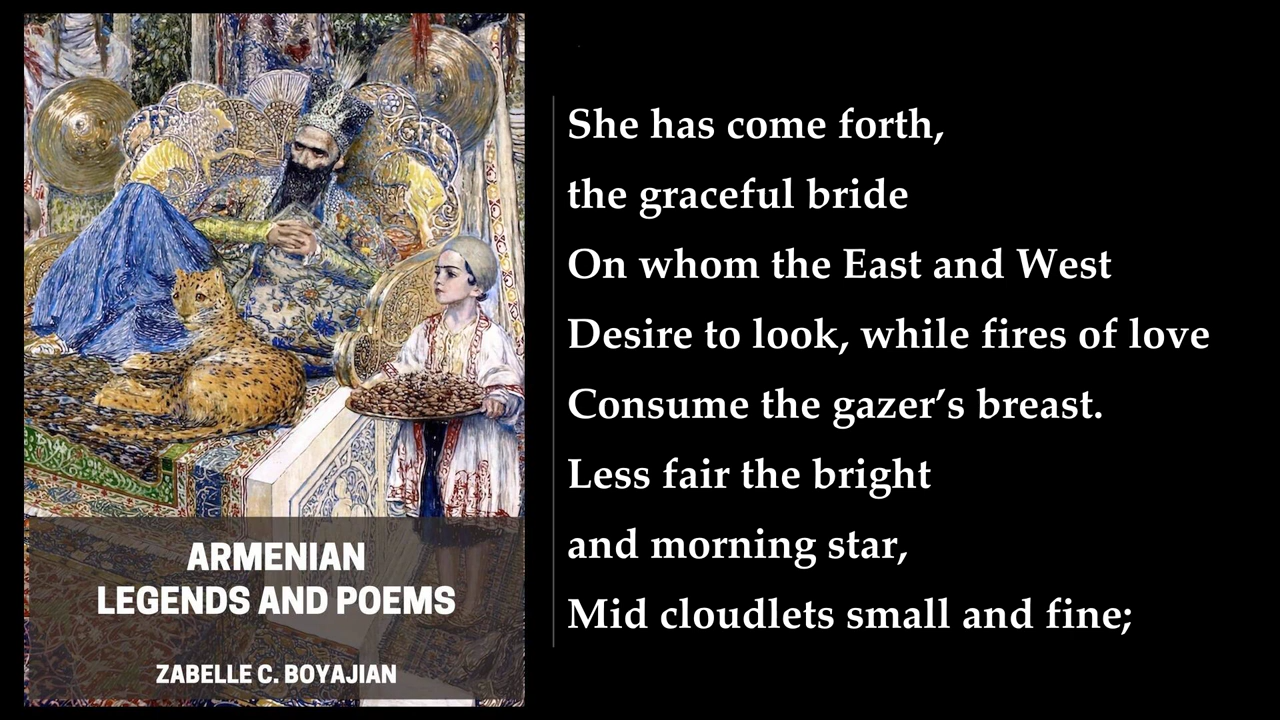 ARMENIAN
LEGENDS AND POEMS
ZABELLE C. BOYAJIAN
She has come forth,
the graceful bride
On whom the East and West
Desire to look, while fires of love
Consume the gazer’s breast.
Less fair the bright
and morning star,
Mid cloudlets small and fine;